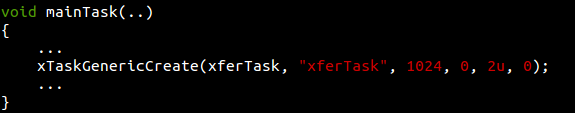 void mainTask(..)
{
    ...
    xTaskGenericCreate(xferTask, "xferTask", 1024, 0, 2u, 0);
    ...
}